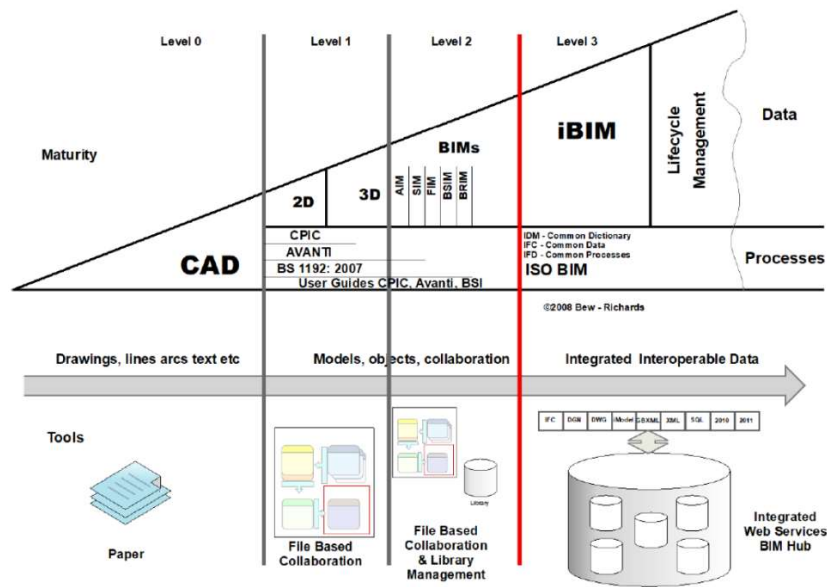 Level 0
Level 1
Level 2
Level 3
Maturity
CAD
2D
3D
BIMs
AIM
SIM
FIM
BSIM
BRIM
iBIM
Lifecycle
Management
Data
CPIC
AVANTI
BS 1192: 2007
User Guides CPIC, Avanti, BSI
IDM - Common Dictionary
IFC - Common Data
IFD - Common Processes
ISO BIM
Processes
©2008 Bew - Richards
Drawings, lines arcs text etc
Models, objects, collaboration
Integrated Interoperable Data
Tools
Paper
File Based
Collaboration
Library
File Based
Collaboration
& Library
Management
IFC
DGN
DWG
iModel
GBXML
XML
SQL
2010
2011
Integrated
Web Services
BIM Hub